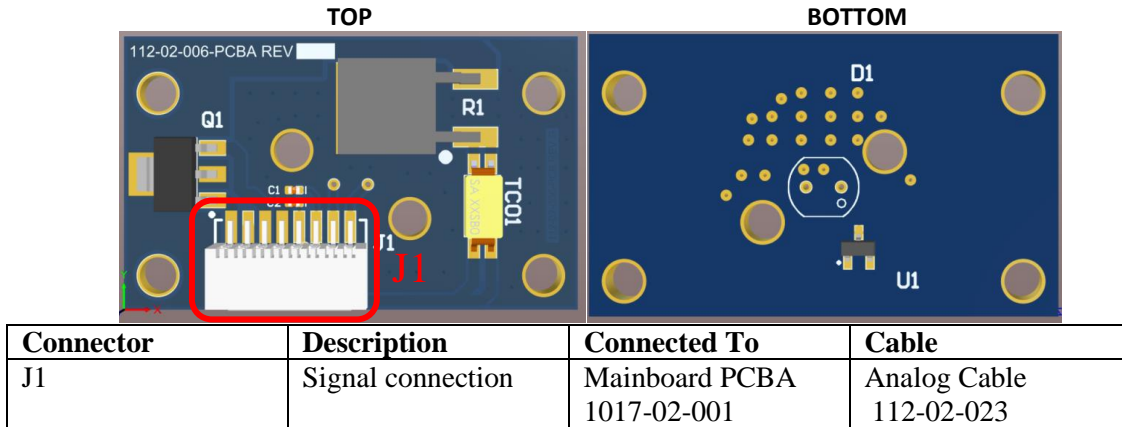 TOP
BOTTOM
112-02-006-PCBA REV
D1
Q1
R1
C1
C2
TCO1
J1
J1
U1
X
Connector Description Connected To Cable
J1 Signal connection Mainboard PCBA Analog Cable
1017-02-001 112-02-023